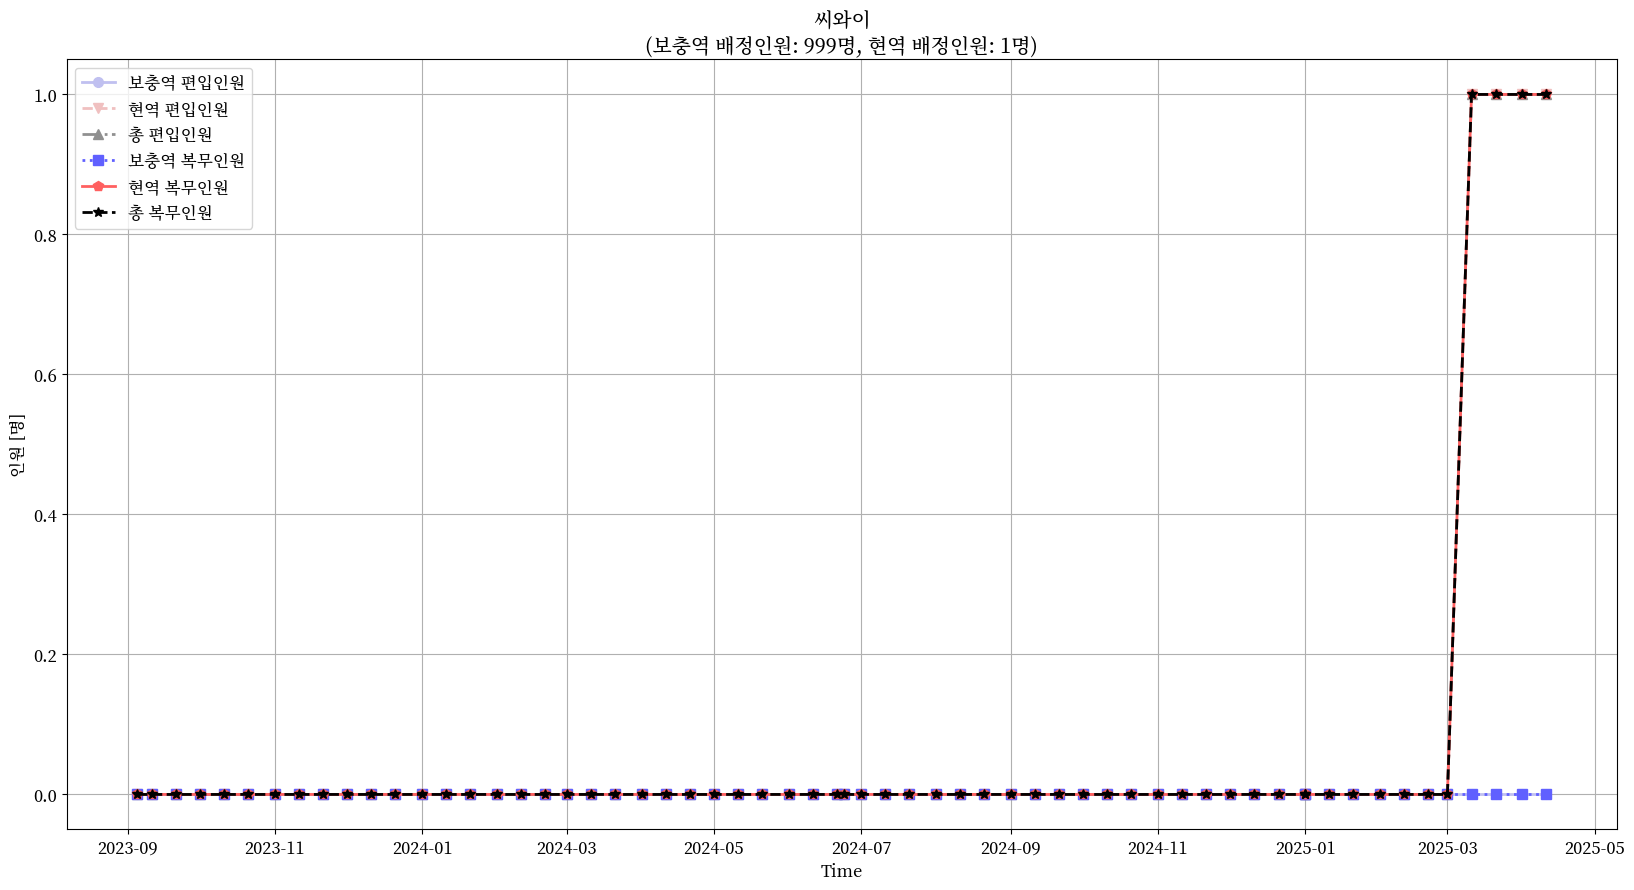 씨와이
(보충역 배정인원: 999명, 현역 배정인원: 1명)
보충역 편입인원
현역 편입인원
총 편입인원
보충역 복무인원
현역 복무인원
총 복무인원
1.0
0.8
0.6
0.4
0.2
0.0
인원 [명]
2023-09 2023-11 2024-01 2024-03 2024-05 2024-07 2024-09 2024-11 2025-01 2025-03 2025-05
Time